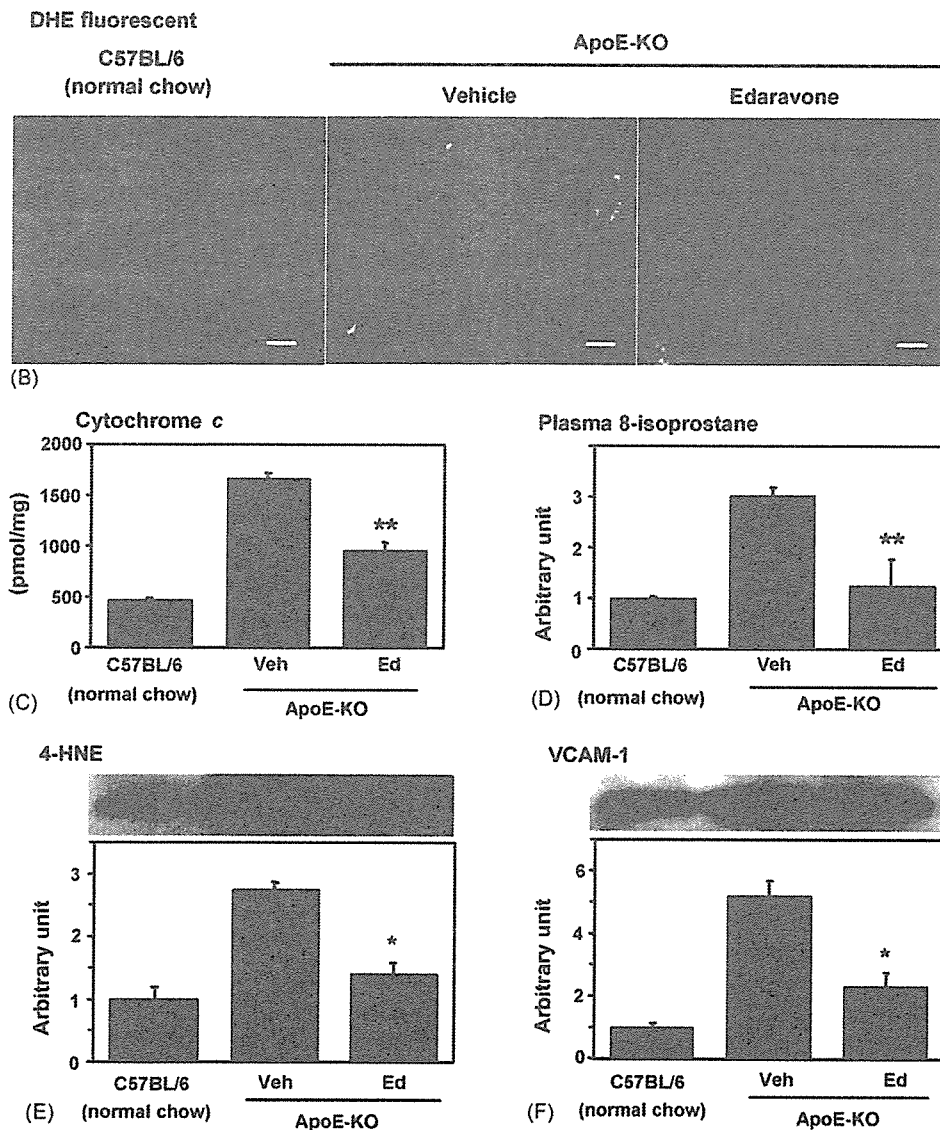 DHE fluorescent
C57BL/6
(normal chow)
ApoE-KO
Vehicle
Edaravone
(B)
Cytochrome c
(pmol/mg)
2000
1500
1000
500
0
**
C57BL/6
(normal chow)
Veh
Ed
ApoE-KO
(C)
Plasma 8-isoprostane
Arbitrary unit
3
2
1
0
**
C57BL/6
(normal chow)
Veh
Ed
ApoE-KO
(D)
4-HNE
Arbitrary unit
3
2
1
0
*
C57BL/6
(normal chow)
Veh
Ed
ApoE-KO
(E)
VCAM-1
Arbitrary unit
6
4
2
0
*
C57BL/6
(normal chow)
Veh
Ed
ApoE-KO
(F)